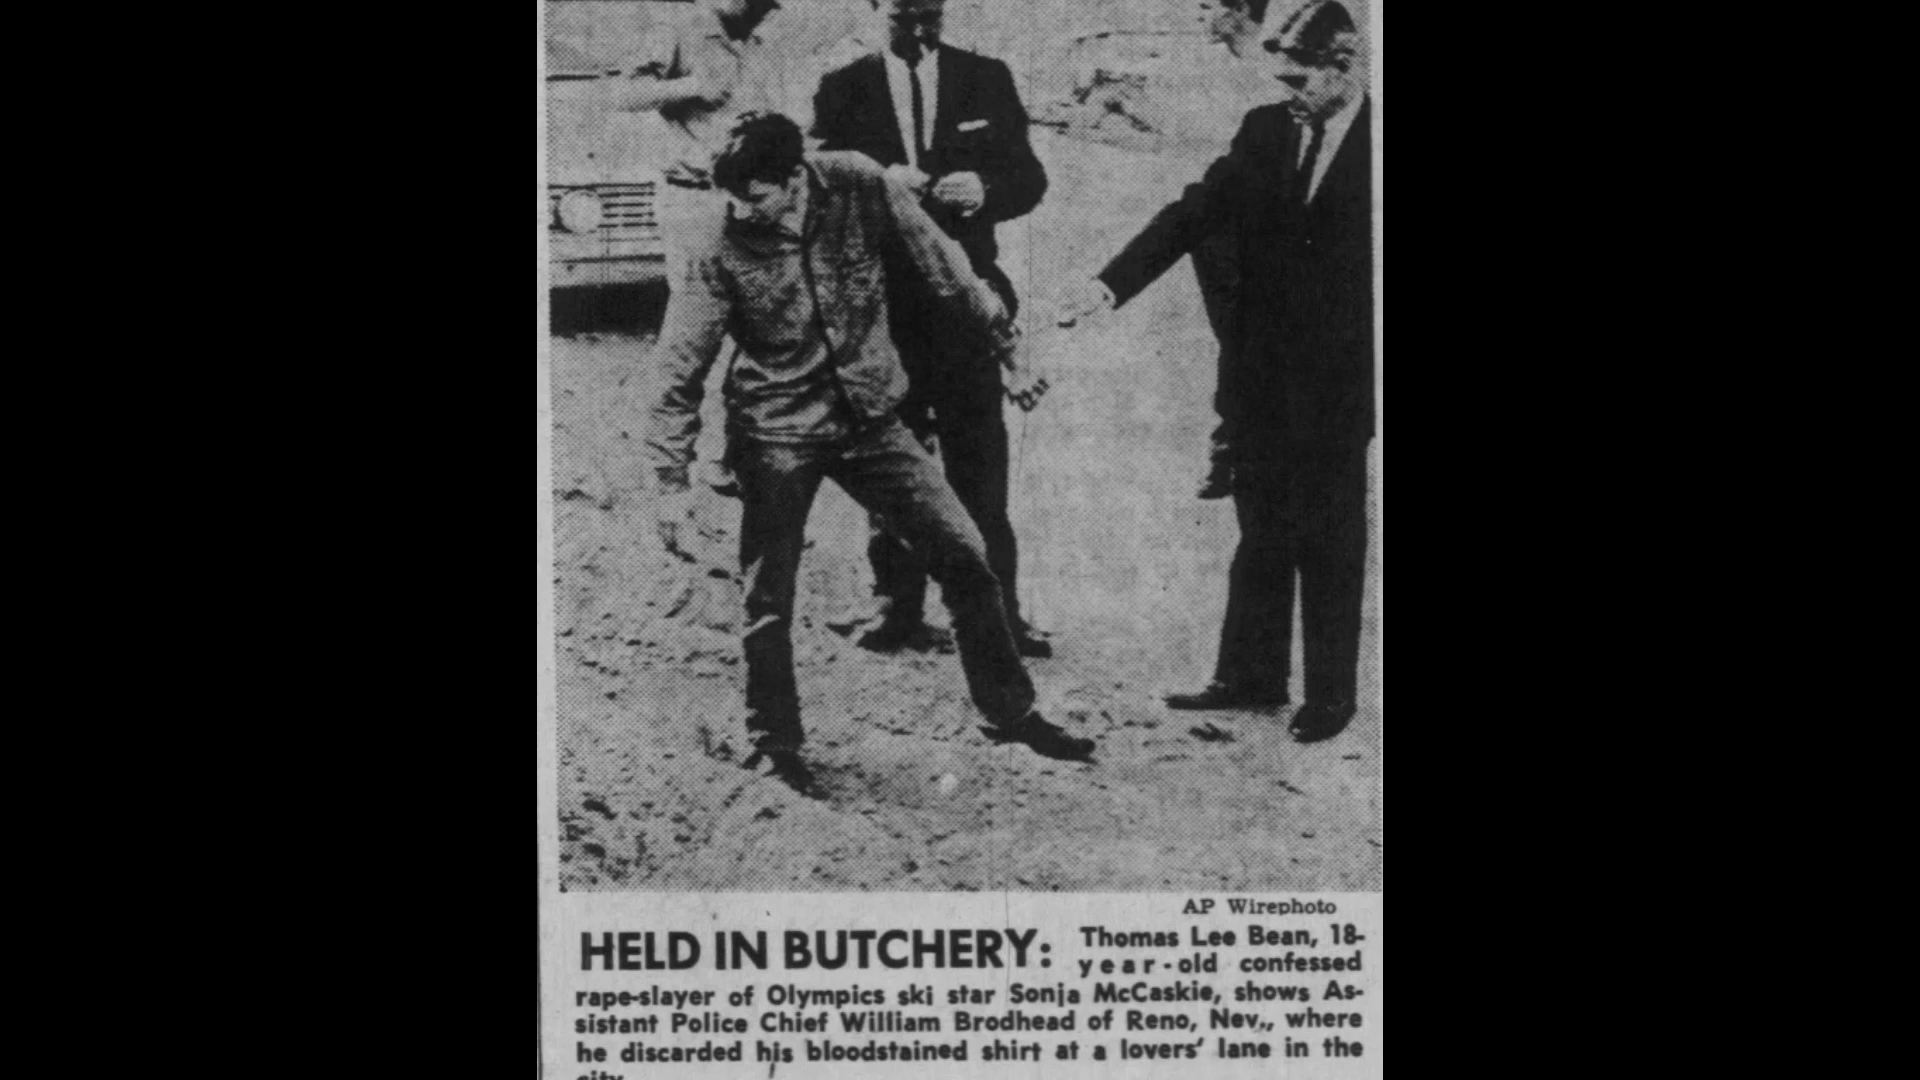 AP Wirephoto
HELD IN BUTCHERY: Thomas Lee Bean, 18-
year-old confessed
rape-slayer of Olympics ski star Sonja McCaskie, shows As-
sistant Police Chief William Brodhead of Reno, Nev., where
he discarded his bloodstained shirt at a lovers' lane in the
city.